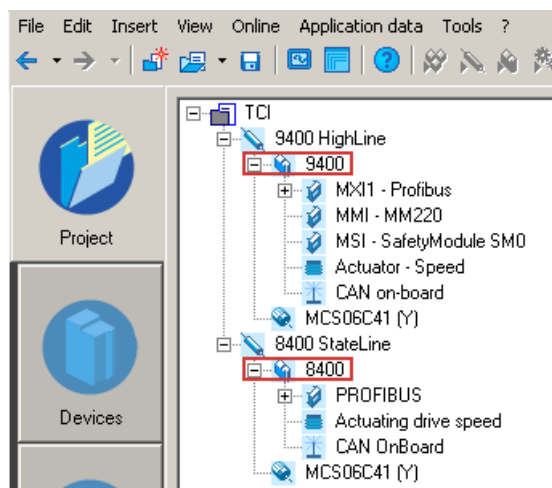 File Edit Insert View Online Application data Tools ?
Project
Devices
TCI
9400 HighLine
9400
MXI1 - Profibus
MMI - MM220
MSI - SafetyModule SM0
Actuator - Speed
CAN on-board
MCS06C41 (Y)
8400 StateLine
8400
PROFIBUS
Actuating drive speed
CAN OnBoard
MCS06C41 (Y)